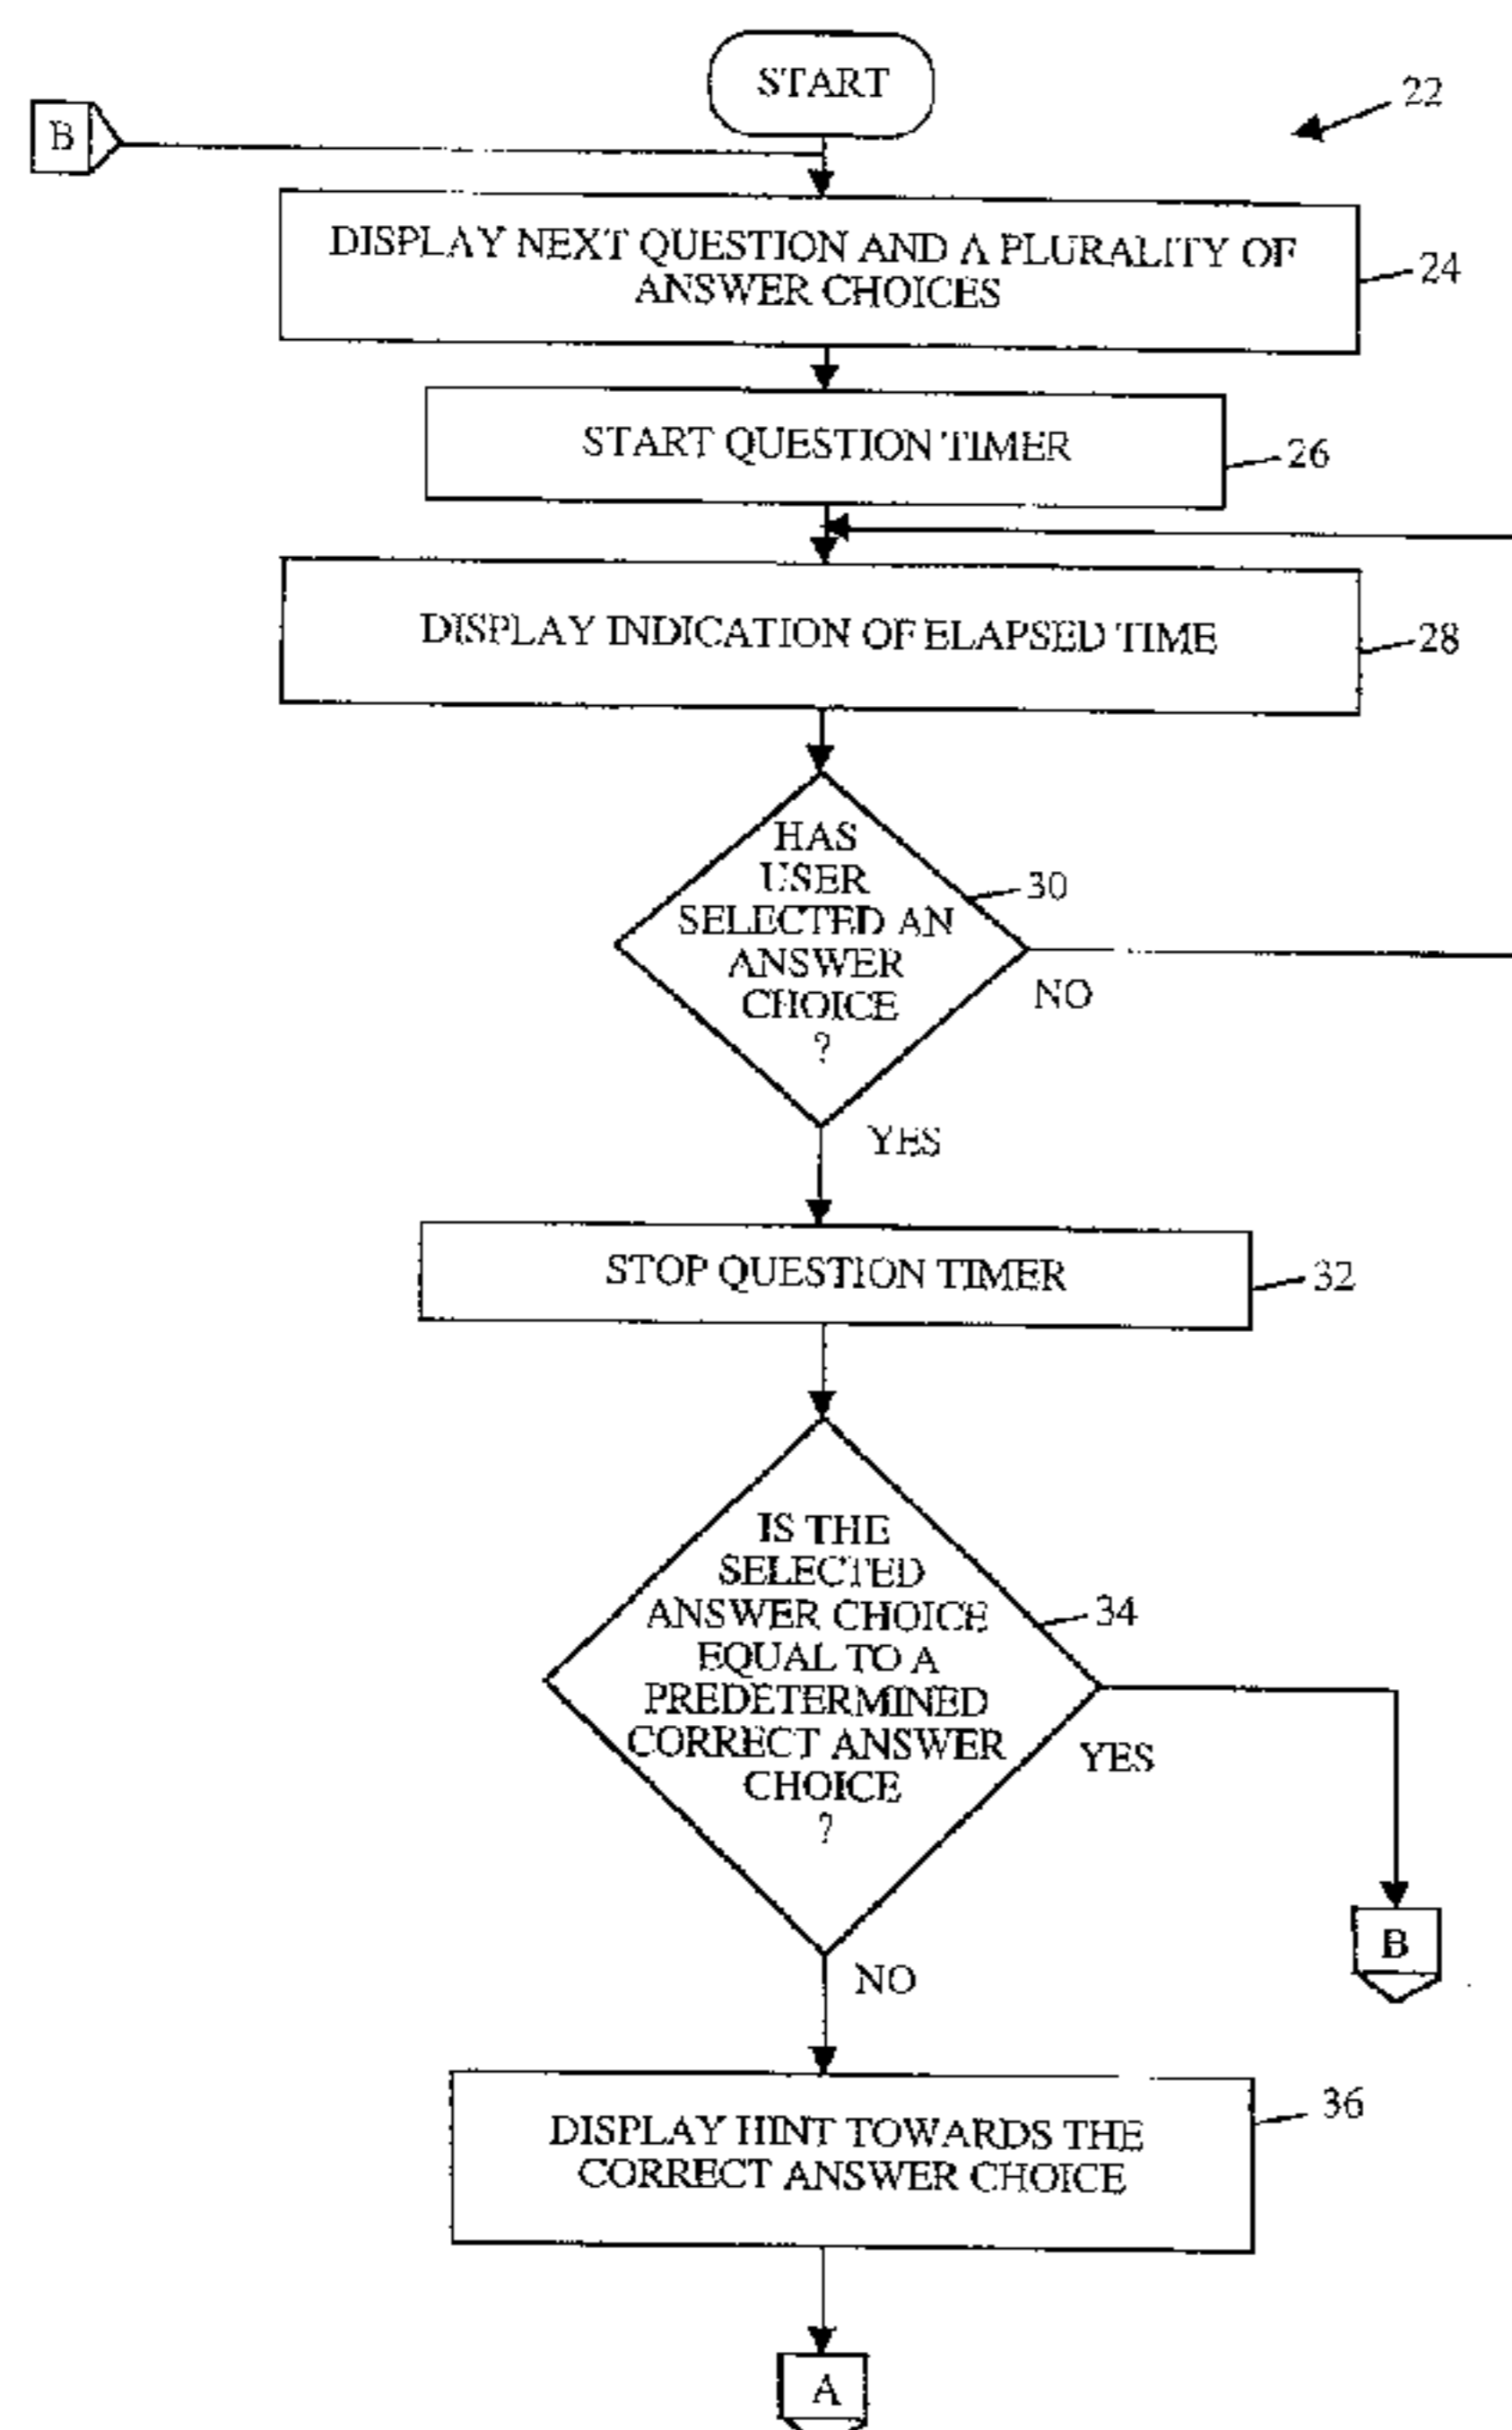 START
22
B
DISPLAY NEXT QUESTION AND A PLURALITY OF
ANSWER CHOICES
24
START QUESTION TIMER
26
DISPLAY INDICATION OF ELAPSED TIME
28
HAS
USER
SELECTED AN
ANSWER
CHOICE
?
30
NO
YES
STOP QUESTION TIMER
32
IS THE
SELECTED
ANSWER CHOICE
EQUAL TO A
PREDETERMINED
CORRECT ANSWER
CHOICE
?
34
YES
B
NO
DISPLAY HINT TOWARDS THE
CORRECT ANSWER CHOICE
36
A